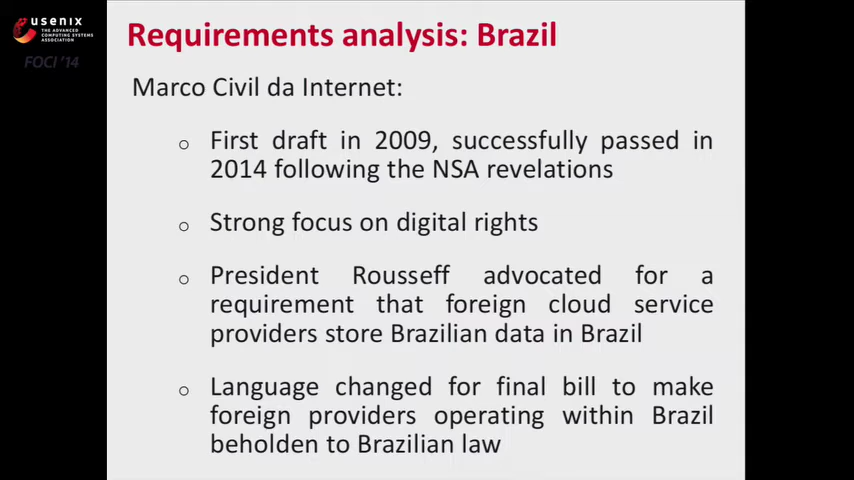 usenix
THE ADVANCED
COMPUTING SYSTEMS
ASSOCIATION
FOCI '14
Requirements analysis: Brazil
Marco Civil da Internet:
o First draft in 2009, successfully passed in
2014 following the NSA revelations
o Strong focus on digital rights
o President Rousseff advocated for a
requirement that foreign cloud service
providers store Brazilian data in Brazil
o Language changed for final bill to make
foreign providers operating within Brazil
beholden to Brazilian law